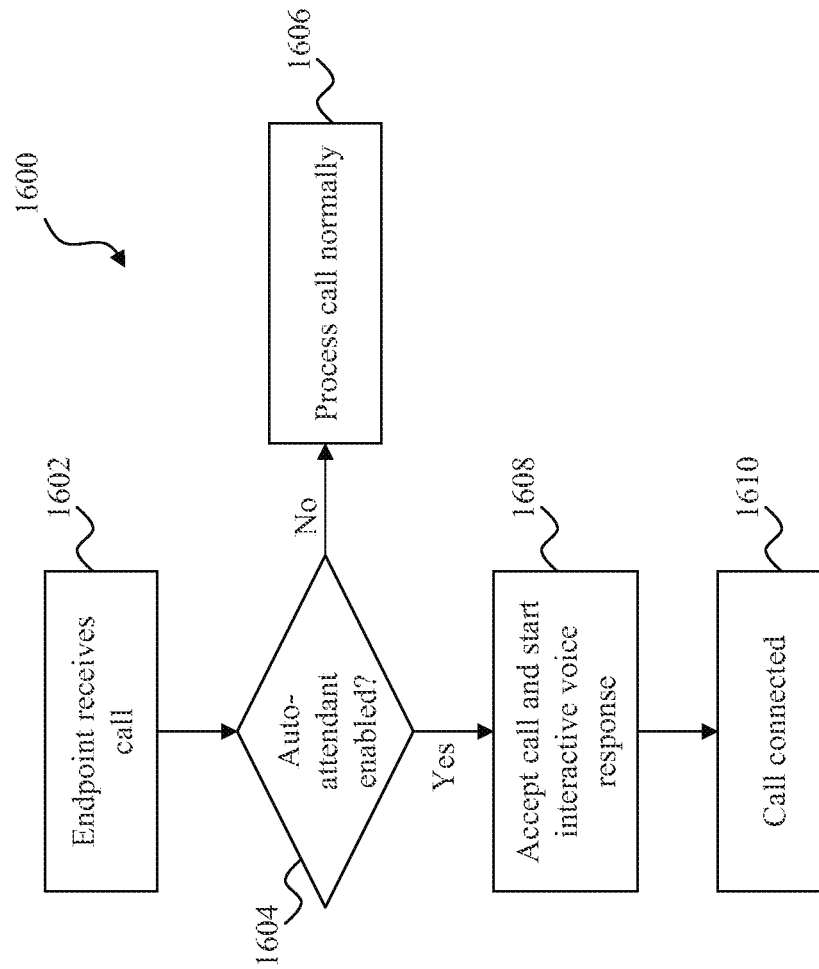 1600
Endpoint receives
call
1602
Auto-
attendant
enabled?
1604
No
Process call normally
1606
Yes
Accept call and start
interactive voice
response
1608
Call connected
1610